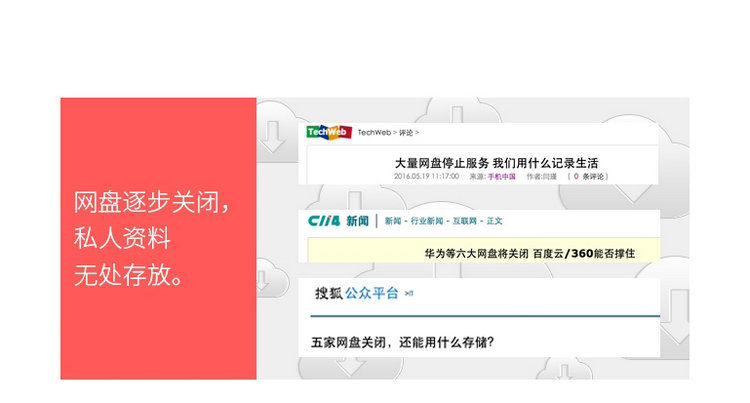 网盘逐步关闭，
私人资料
无处存放。
TechWeb TechWeb > 评论 >
大量网盘停止服务 我们用什么记录生活
2016.05.19 11:17:00 来源: 手机中国 作者:闫瑾 ( 0 条评论 )
C114 新闻 | 新闻 - 行业新闻 - 互联网 - 正文
华为等六大网盘将关闭 百度云/360能否撑住
搜狐 公众平台 >IT
五家网盘关闭，还能用什么存储?